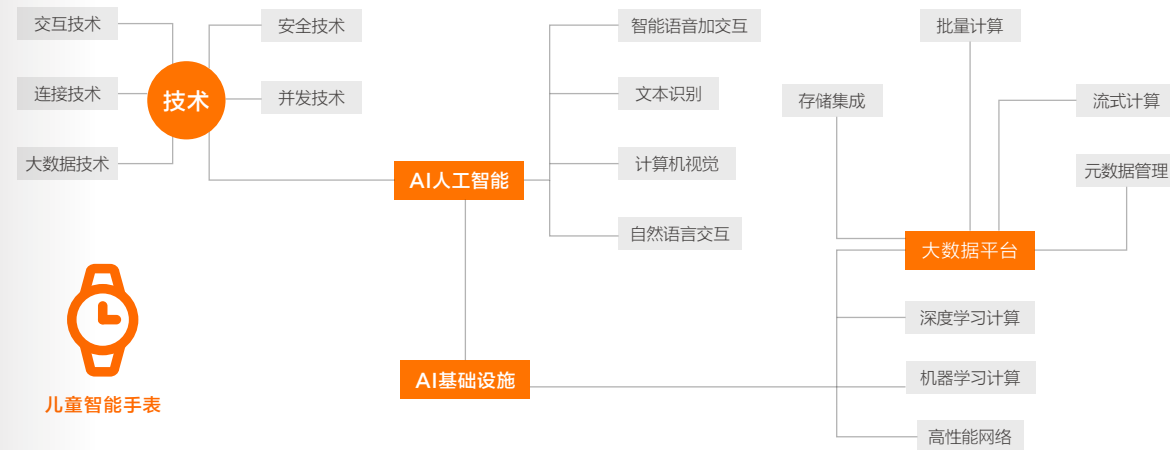 交互技术
安全技术
智能语音加交互
批量计算
连接技术
技术
并发技术
文本识别
存储集成
流式计算
大数据技术
AI人工智能
计算机视觉
元数据管理
自然语言交互
大数据平台
深度学习计算
AI基础设施
机器学习计算
儿童智能手表
高性能网络